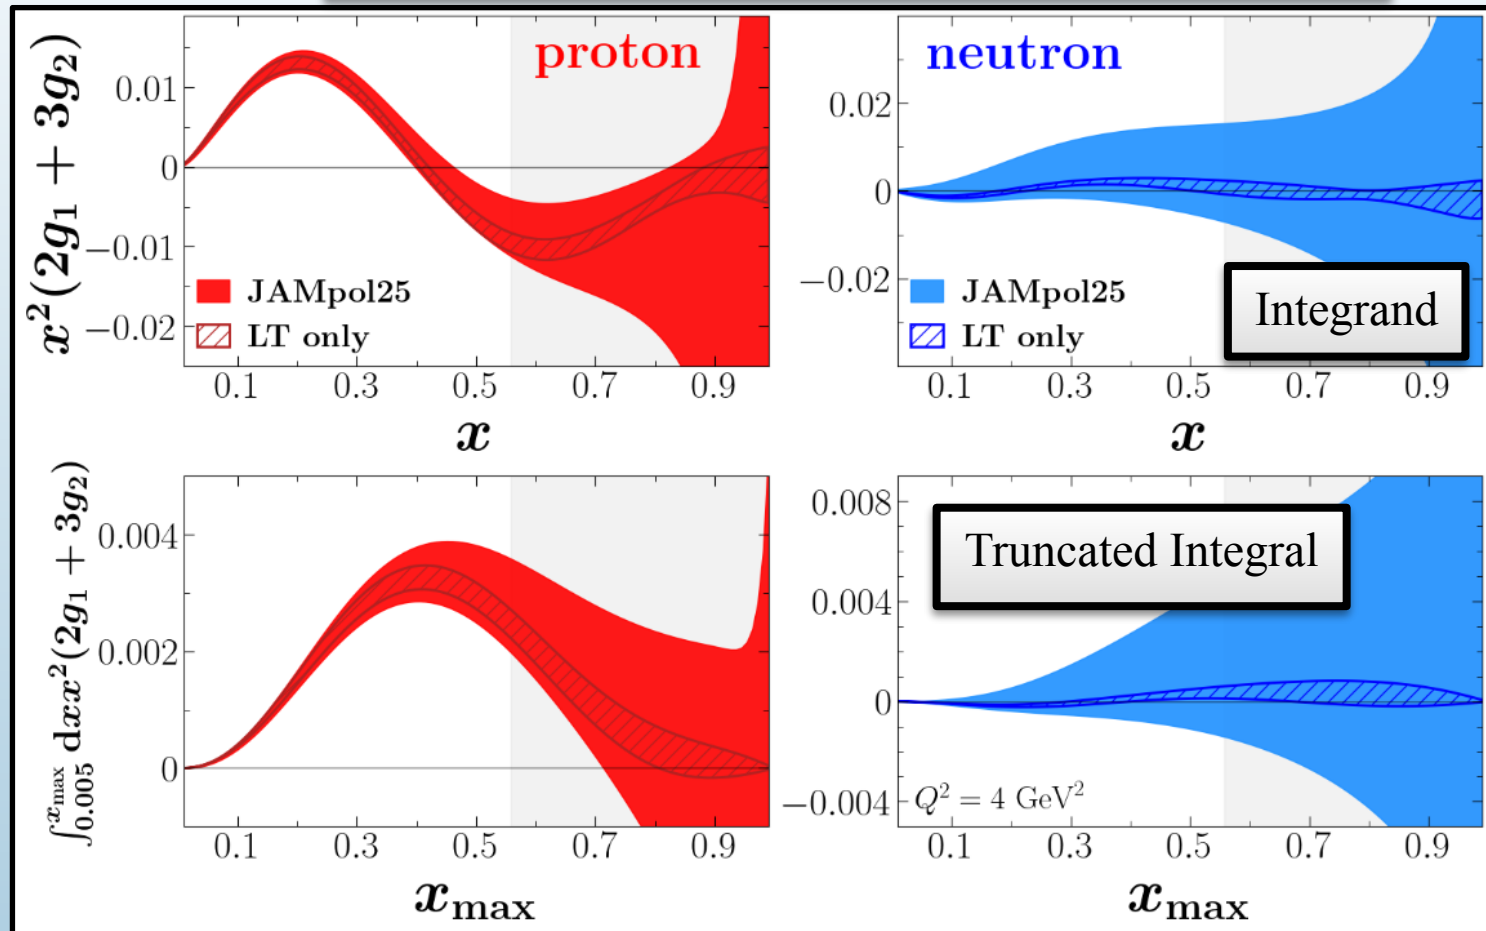 proton
x²(2g₁ + 3g₂)
0.01
0
−0.01
−0.02
JAMpol25
LT only
0.1 0.3 0.5 0.7 0.9
x
neutron
0.02
0
−0.02
JAMpol25
LT only
Integrand
0.1 0.3 0.5 0.7 0.9
x
∫₀.₀₀₅^xmax dxx²(2g₁ + 3g₂)
0.004
0.002
0
0.1 0.3 0.5 0.7 0.9
xmax
Truncated Integral
0.008
0.004
0
−0.004
Q² = 4 GeV²
0.1 0.3 0.5 0.7 0.9
xmax